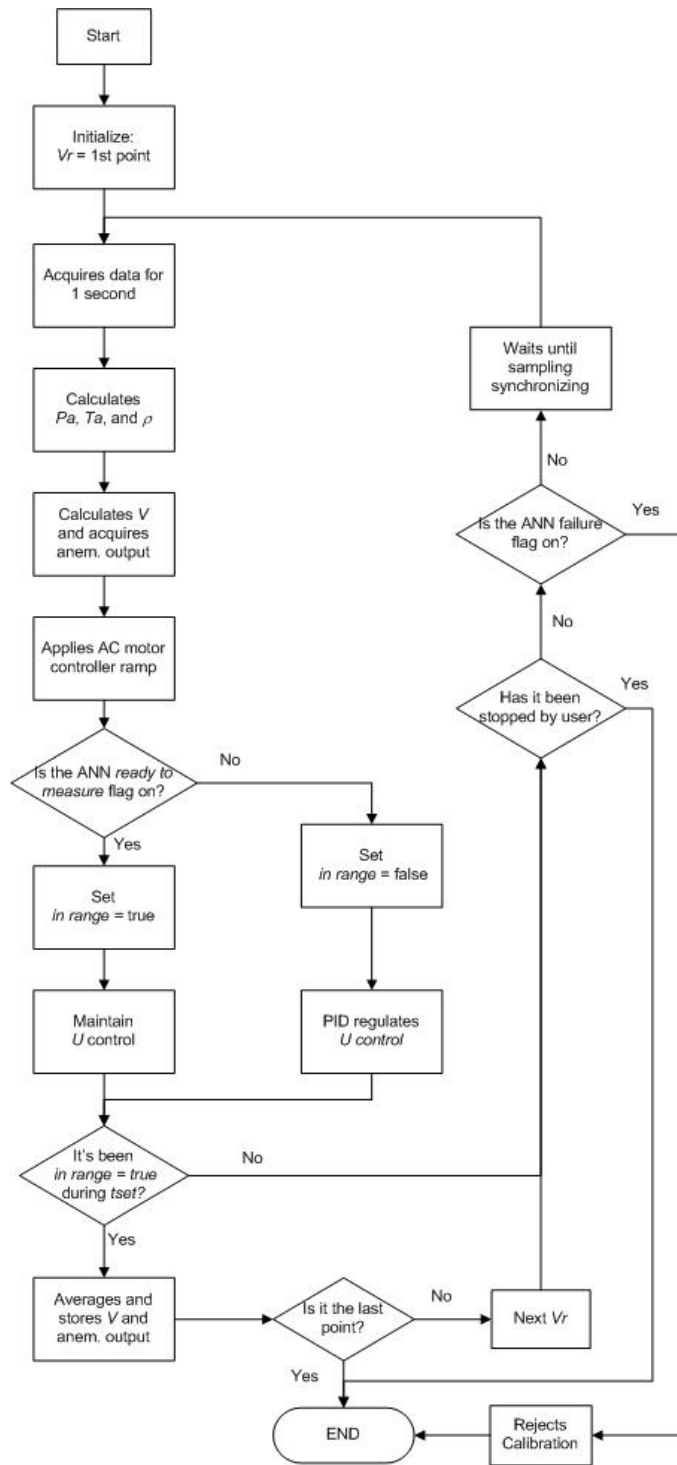 Start
Initialize:
Vr = 1st point
Acquires data for
1 second
Calculates
Pa, Ta, and ρ
Calculates V
and acquires
anem. output
Applies AC motor
controller ramp
Is the ANN ready to
measure flag on?
No
Yes
Set
in range = true
Set
in range = false
Maintain
U control
PID regulates
U control
It's been
in range = true
during tset?
No
Yes
Averages and
stores V and
anem. output
Is it the last
point?
No
Yes
Next Vr
Has it been
stopped by user?
Yes
No
Is the ANN failure
flag on?
Yes
No
Waits until
sampling
synchronizing
Rejects
Calibration
END